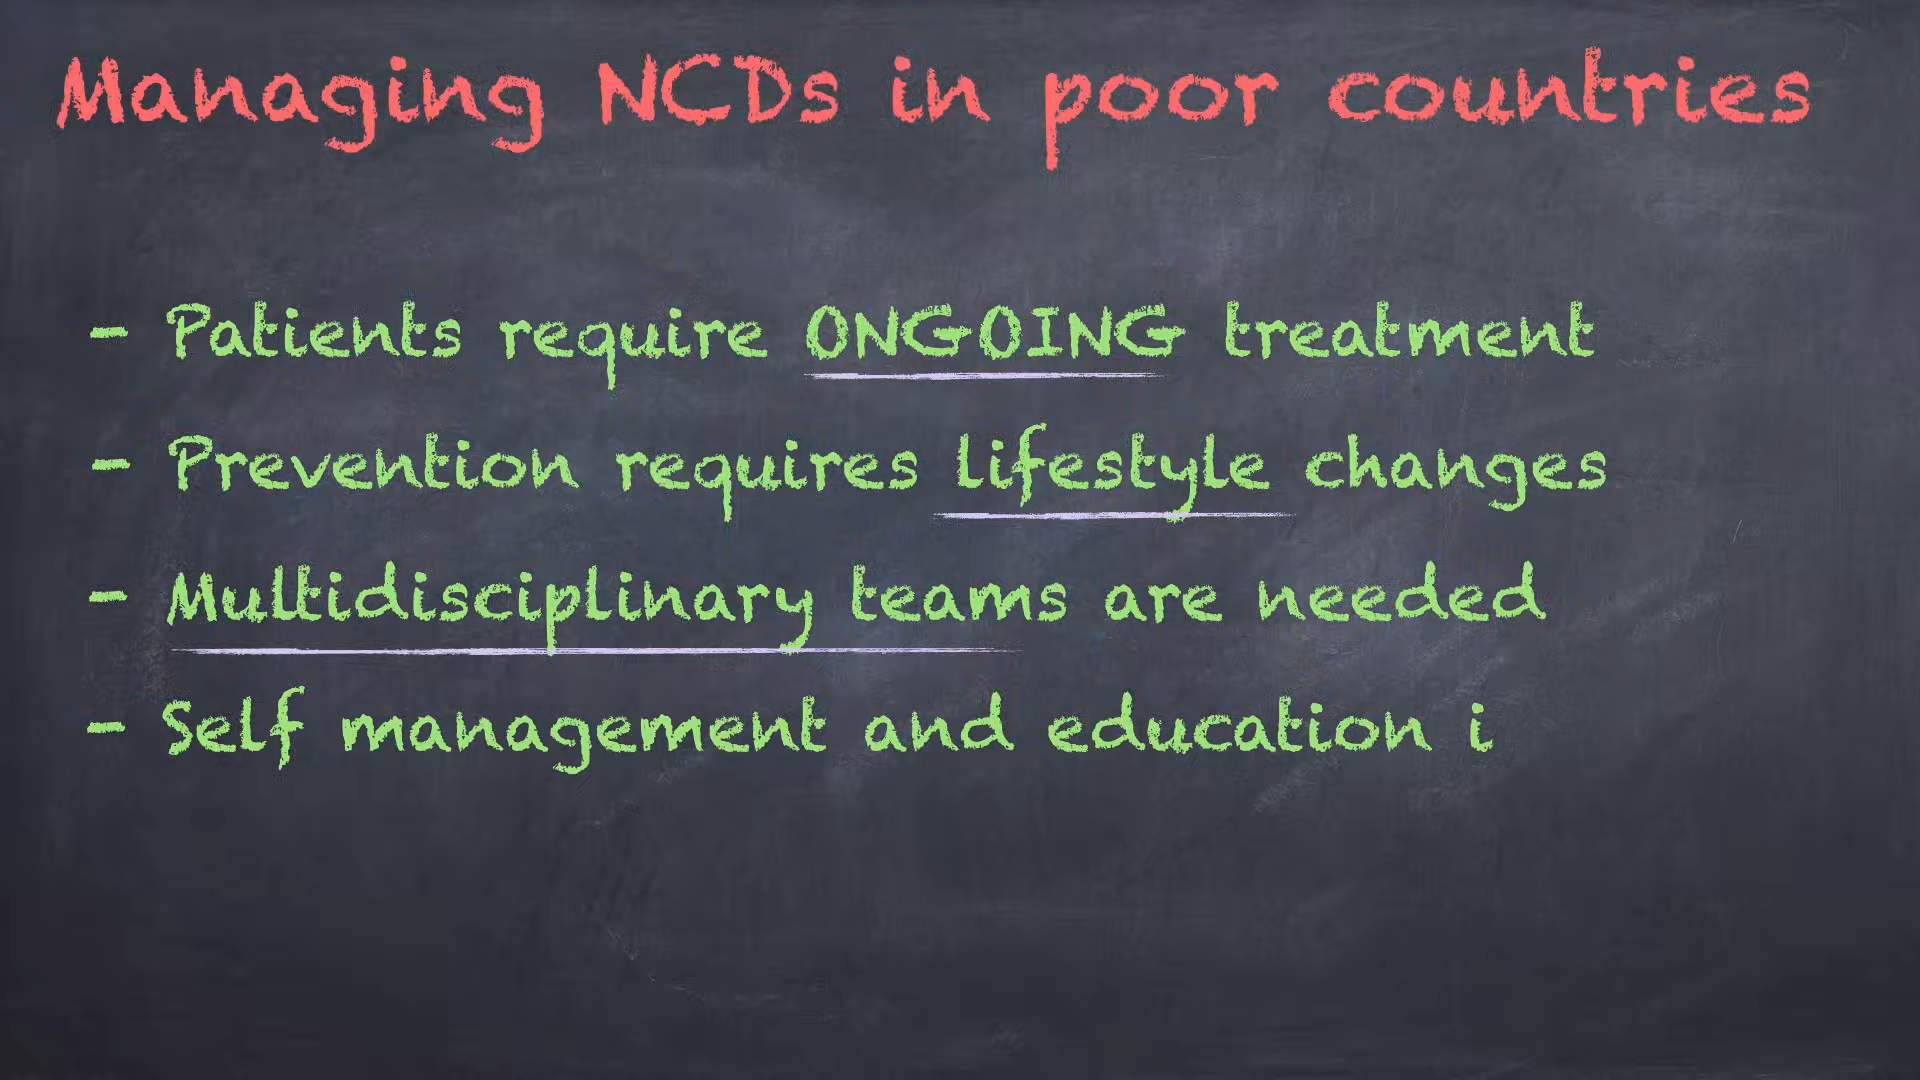 Managing NCDs in poor countries
- Patients require ONGOING treatment
- Prevention requires lifestyle changes
- Multidisciplinary teams are needed
- Self management and education i